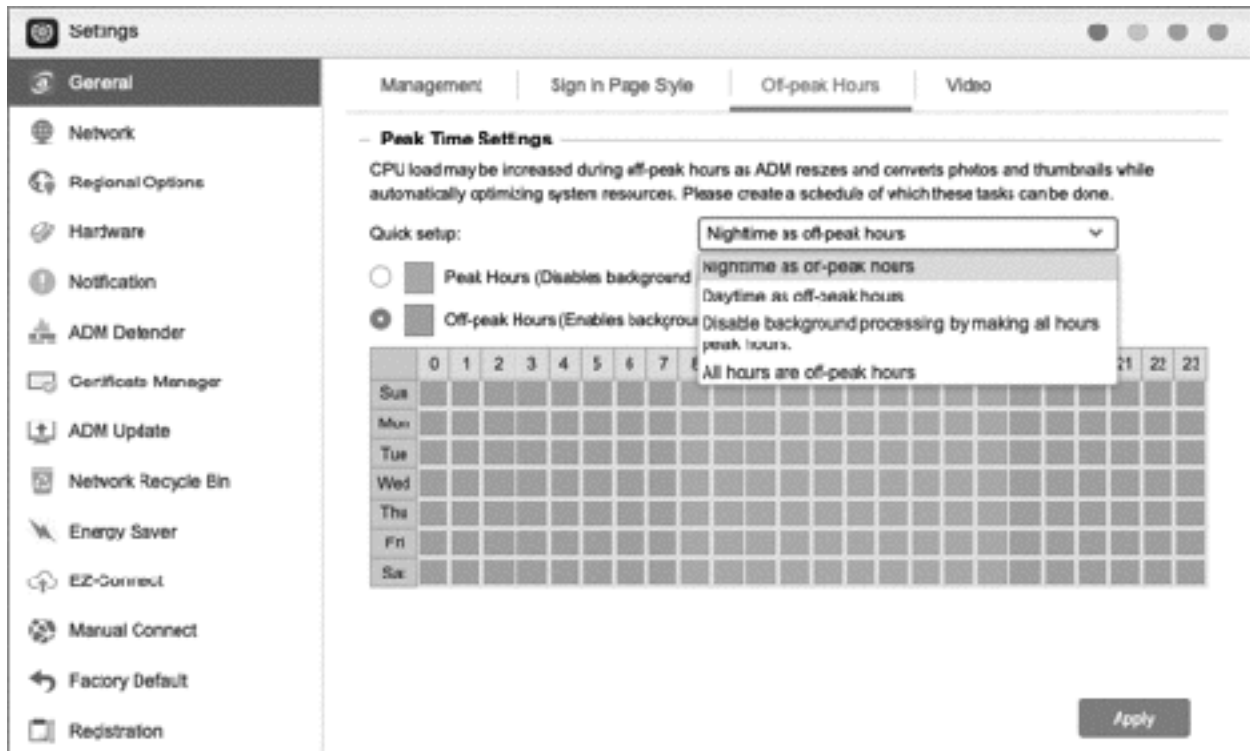 Settings
General
Network
Regional Options
Hardware
Notification
ADM Defender
Certificate Manager
ADM Update
Network Recycle Bin
Energy Saver
EZ-Connect
Manual Connect
Factory Default
Registration
Management
Sign In Page Style
Off-peak Hours
Video
Peak Time Settings
CPU load may be increased during off-peak hours as ADM resizes and converts photos and thumbnails while
automatically optimizing system resources. Please create a schedule of which these tasks can be done.
Quick setup:
Nighttime as off-peak hours
Nighttime as off-peak hours
Daytime as off-peak hours
Disable background processing by making all hours
peak hours.
All hours are off-peak hours
Peak Hours (Disables background
Off-peak Hours (Enables
0 1 2 3 4 5 6 7 21 22 23
Sun
Mon
Tue
Wed
Thu
Fri
Sat
Apply